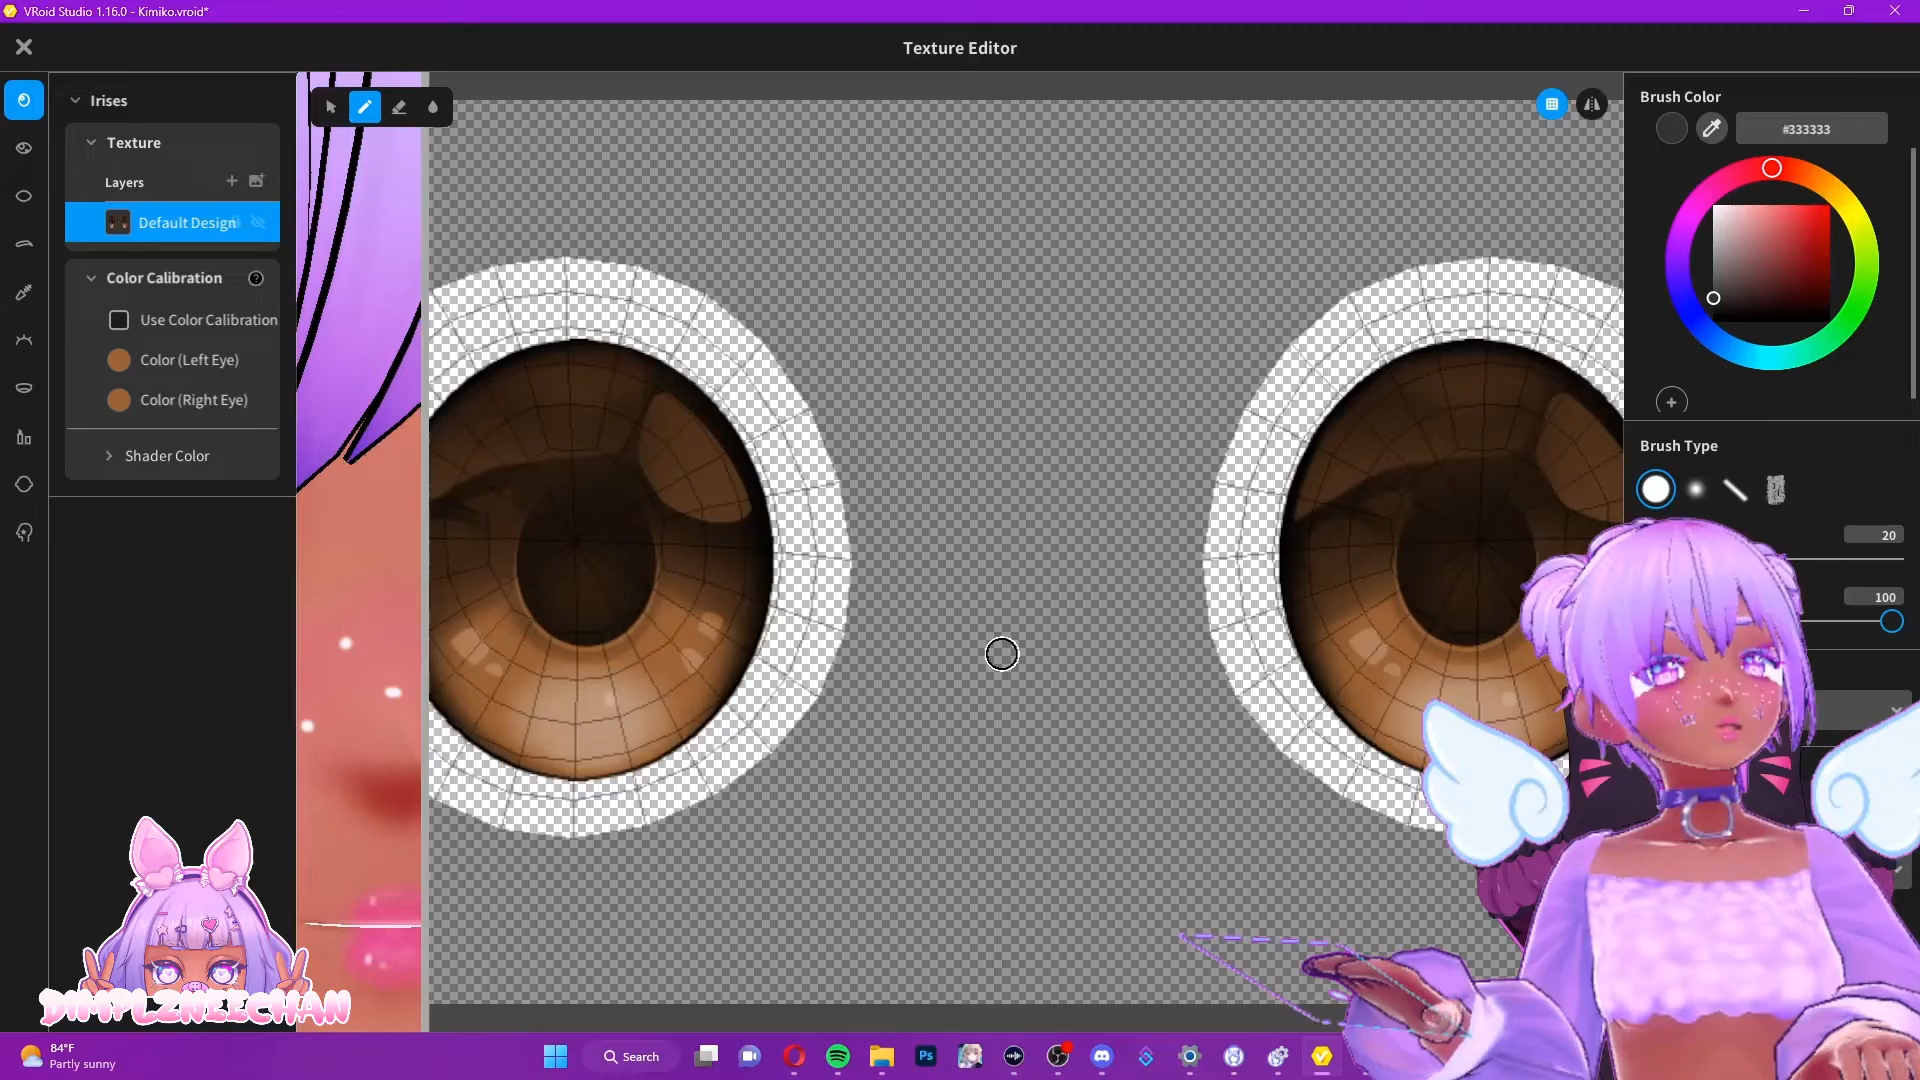 VRoid Studio 1.16.0 - Kimiko.vroid*
Texture Editor
Irises
Texture
Layers
Default Design
Color Calibration
Use Color Calibration
Color (Left Eye)
Color (Right Eye)
Shader Color
Brush Color
#333333
Brush Type
20
100
DIMPLZNEECHAN
84°F
Partly sunny
Search
Ps